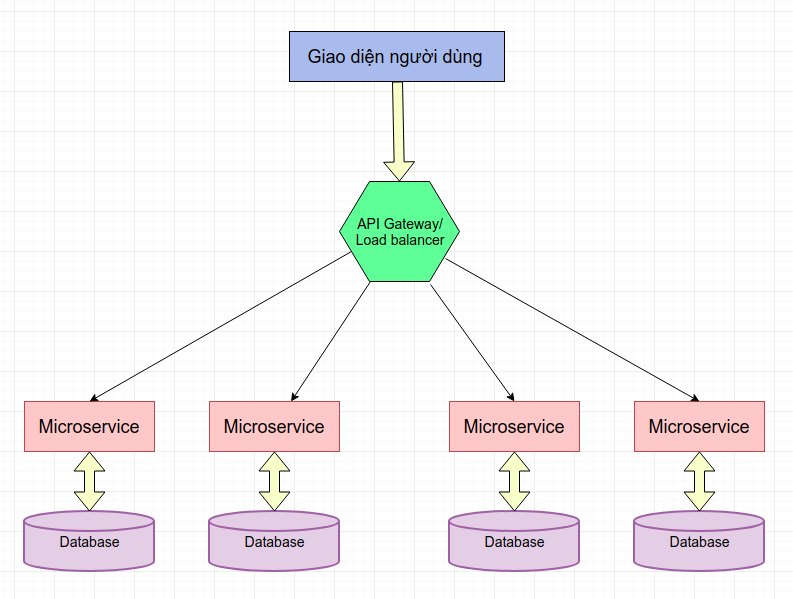 Giao diện người dùng
API Gateway/
Load balancer
Microservice
Microservice
Microservice
Microservice
Database
Database
Database
Database